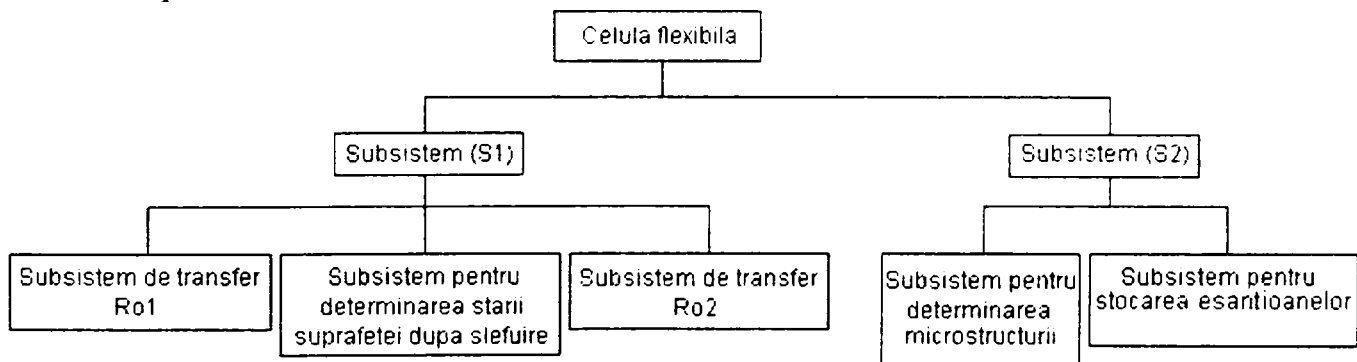 Celula flexibila
Subsistem (S1)
Subsistem (S2)
Subsistem de transfer
Ro1
Subsistem pentru
determinarea starii
suprafetei dupa slefuire
Subsistem de transfer
Ro2
Subsistem pentru
determinarea
microstructurii
Subsistem pentru
stocarea esantioanelor